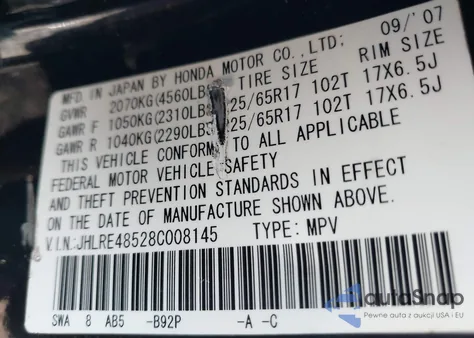 MFD. IN JAPAN BY HONDA MOTOR CO.,LTD; 09/'07
GVWR 2070KG(4560LB TIRE SIZE RIM SIZE
GAWR F 1050KG(2310LB 25/65R17 102T 17X6.5J
GAWR R 1040KG(2290LB 25/65R17 102T 17X6.5J
THIS VEHICLE CONFORM TO ALL APPLICABLE
FEDERAL MOTOR VEHICLE SAFETY
AND THEFT PREVENTION STANDARDS IN EFFECT
ON THE DATE OF MANUFACTURE SHOWN ABOVE.
V.I.N:JHLRE48528C008145 TYPE: MPV
SWA 8 AB5 -B92P -A -C
autoSnap
Pewne auta z aukcji USA i EU